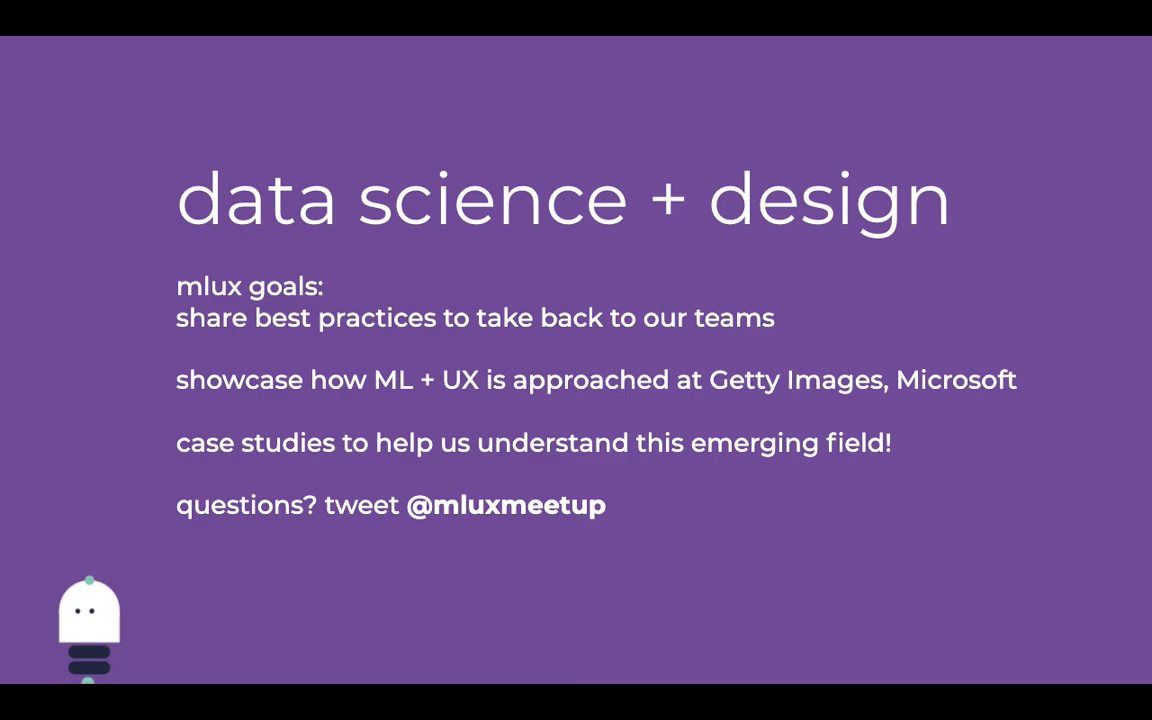 data science + design
mlux goals:
share best practices to take back to our teams
showcase how ML + UX is approached at Getty Images, Microsoft
case studies to help us understand this emerging field!
questions? tweet @mluxmeetup